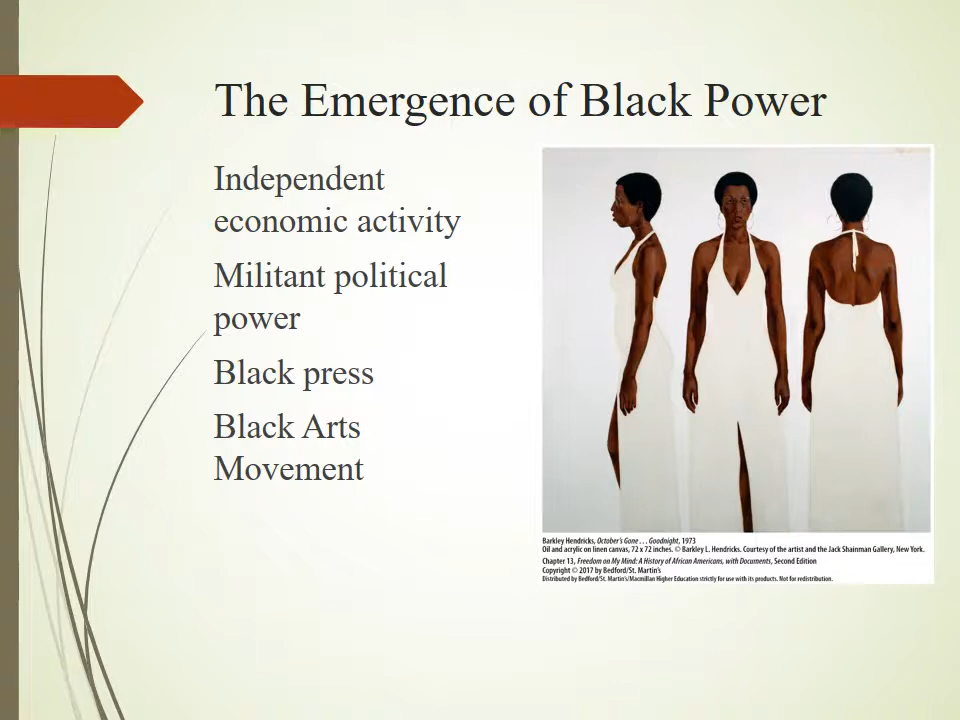 The Emergence of Black Power
Independent
economic activity
Militant political
power
Black press
Black Arts
Movement
Barkley Hendricks, October's Gone . . . Goodnight, 1973
Oil and acrylic on linen canvas, 72 x 72 inches. © Barkley L. Hendricks. Courtesy of the artist and the Jack Shainman Gallery, New York.
Chapter 13, Freedom on My Mind: A History of African Americans, with Documents, Second Edition
Copyright © 2017 by Bedford/St. Martin's
Distributed by Bedford/St. Martin's/Macmillan Higher Education strictly for use with its products. Not for redistribution.